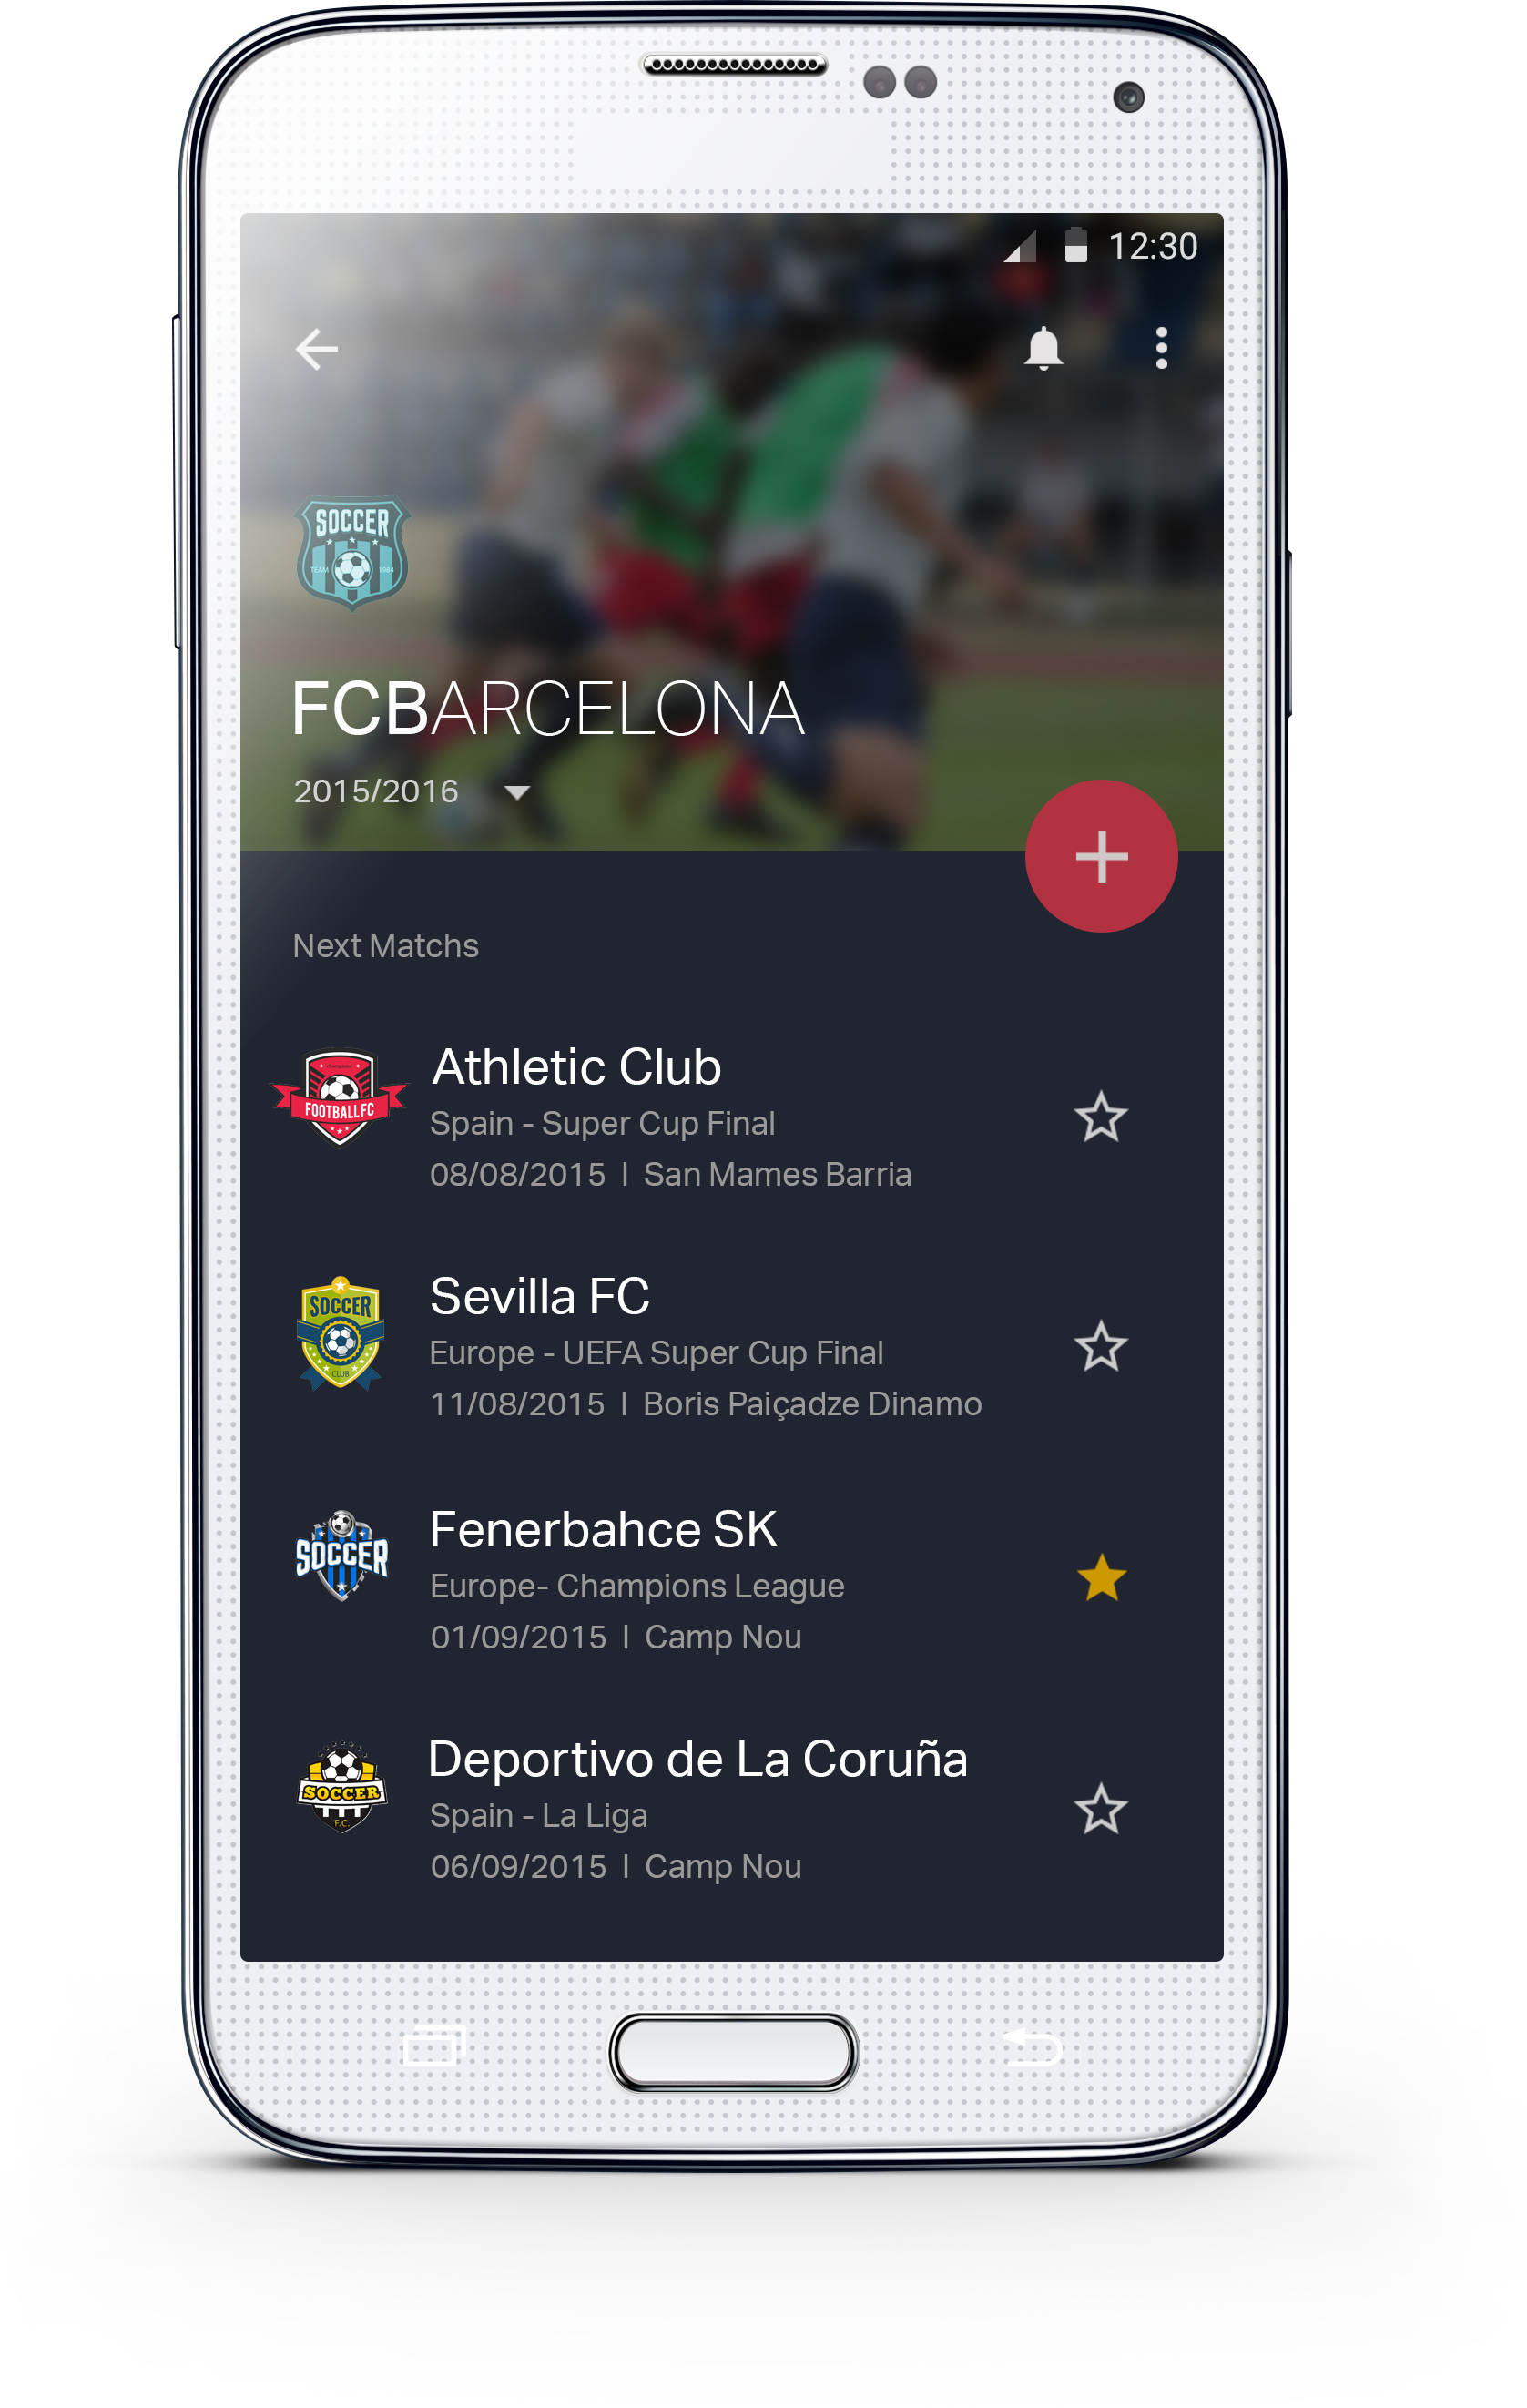 12:30
SOCCER
TEAM 1984
FCBARCELONA
2015/2016
Next Matchs
Champions
FOOTBALL FC
Athletic Club
Spain - Super Cup Final
08/08/2015 | San Mames Barria
SOCCER
CLUB
Sevilla FC
Europe - UEFA Super Cup Final
11/08/2015 | Boris Paiçadze Dinamo
SOCCER
Fenerbahce SK
Europe- Champions League
01/09/2015 | Camp Nou
SOCCER
F.C.
Deportivo de La Coruña
Spain - La Liga
06/09/2015 | Camp Nou